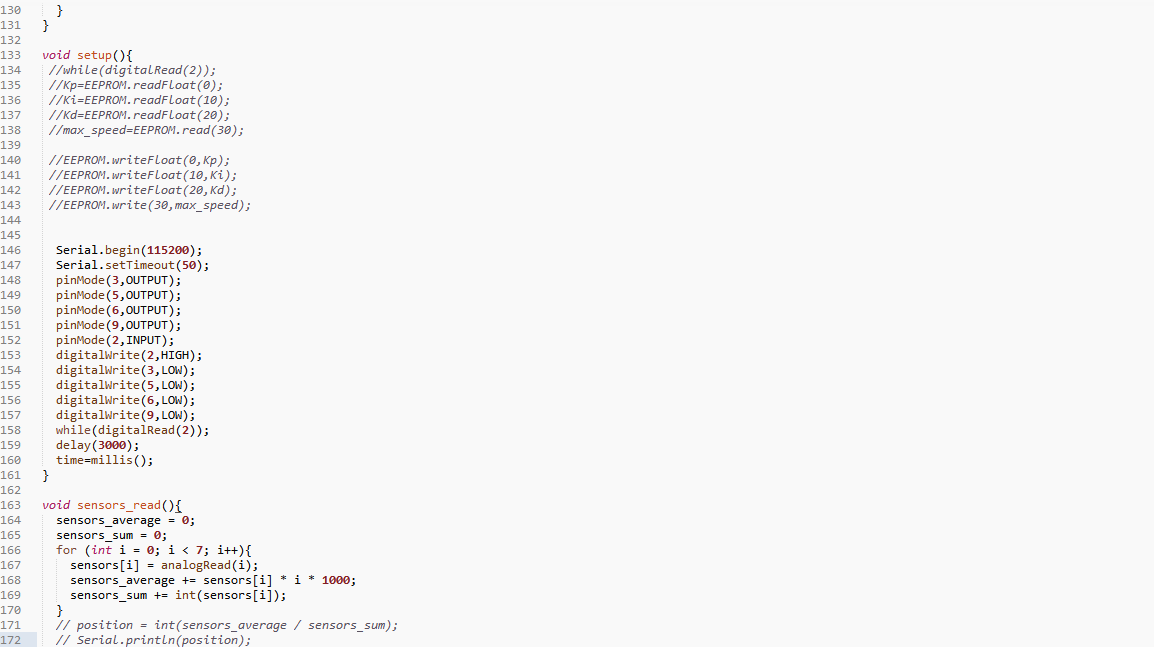 130 }
131 }
132
133 void setup(){
134 //while(digitalRead(2));
135 //Kp=EEPROM.readFloat(0);
136 //Ki=EEPROM.readFloat(10);
137 //Kd=EEPROM.readFloat(20);
138 //max_speed=EEPROM.read(30);
139
140 //EEPROM.writeFloat(0,Kp);
141 //EEPROM.writeFloat(10,Ki);
142 //EEPROM.writeFloat(20,Kd);
143 //EEPROM.write(30,max_speed);
144
145
146 Serial.begin(115200);
147 Serial.setTimeout(50);
148 pinMode(3,OUTPUT);
149 pinMode(5,OUTPUT);
150 pinMode(6,OUTPUT);
151 pinMode(9,OUTPUT);
152 pinMode(2,INPUT);
153 digitalWrite(2,HIGH);
154 digitalWrite(3,LOW);
155 digitalWrite(5,LOW);
156 digitalWrite(6,LOW);
157 digitalWrite(9,LOW);
158 while(digitalRead(2));
159 delay(3000);
160 time=millis();
161 }
162
163 void sensors_read(){
164 sensors_average = 0;
165 sensors_sum = 0;
166 for (int i = 0; i < 7; i++){
167 sensors[i] = analogRead(i);
168 sensors_average += sensors[i] * i * 1000;
169 sensors_sum += int(sensors[i]);
170 }
171 // position = int(sensors_average / sensors_sum);
172 // Serial.println(position);